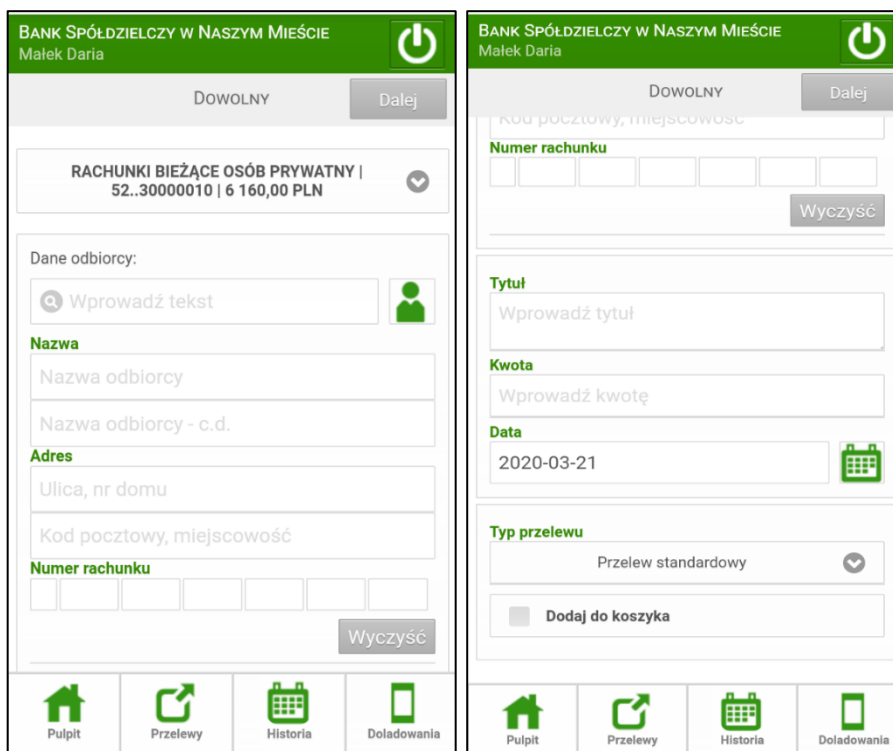 BANK SPÓŁDZIELCZY W NASZYM MIEŚCIE
Małek Daria
DOWOLNY
Dalej
RACHUNKI BIEŻĄCE OSÓB PRYWATNY |
52..30000010 | 6 160,00 PLN
Dane odbiorcy:
Wprowadź tekst
Nazwa
Nazwa odbiorcy
Nazwa odbiorcy - c.d.
Adres
Ulica, nr domu
Kod pocztowy, miejscowość
Numer rachunku
Wyczyść
Pulpit
Przelewy
Historia
Doladowania
BANK SPÓŁDZIELCZY W NASZYM MIEŚCIE
Małek Daria
DOWOLNY
Dalej
Kod pocztowy, miejscowość
Numer rachunku
Wyczyść
Tytuł
Wprowadź tytuł
Kwota
Wprowadź kwotę
Data
2020-03-21
Typ przelewu
Przelew standardowy
Dodaj do koszyka
Pulpit
Przelewy
Historia
Doladowania